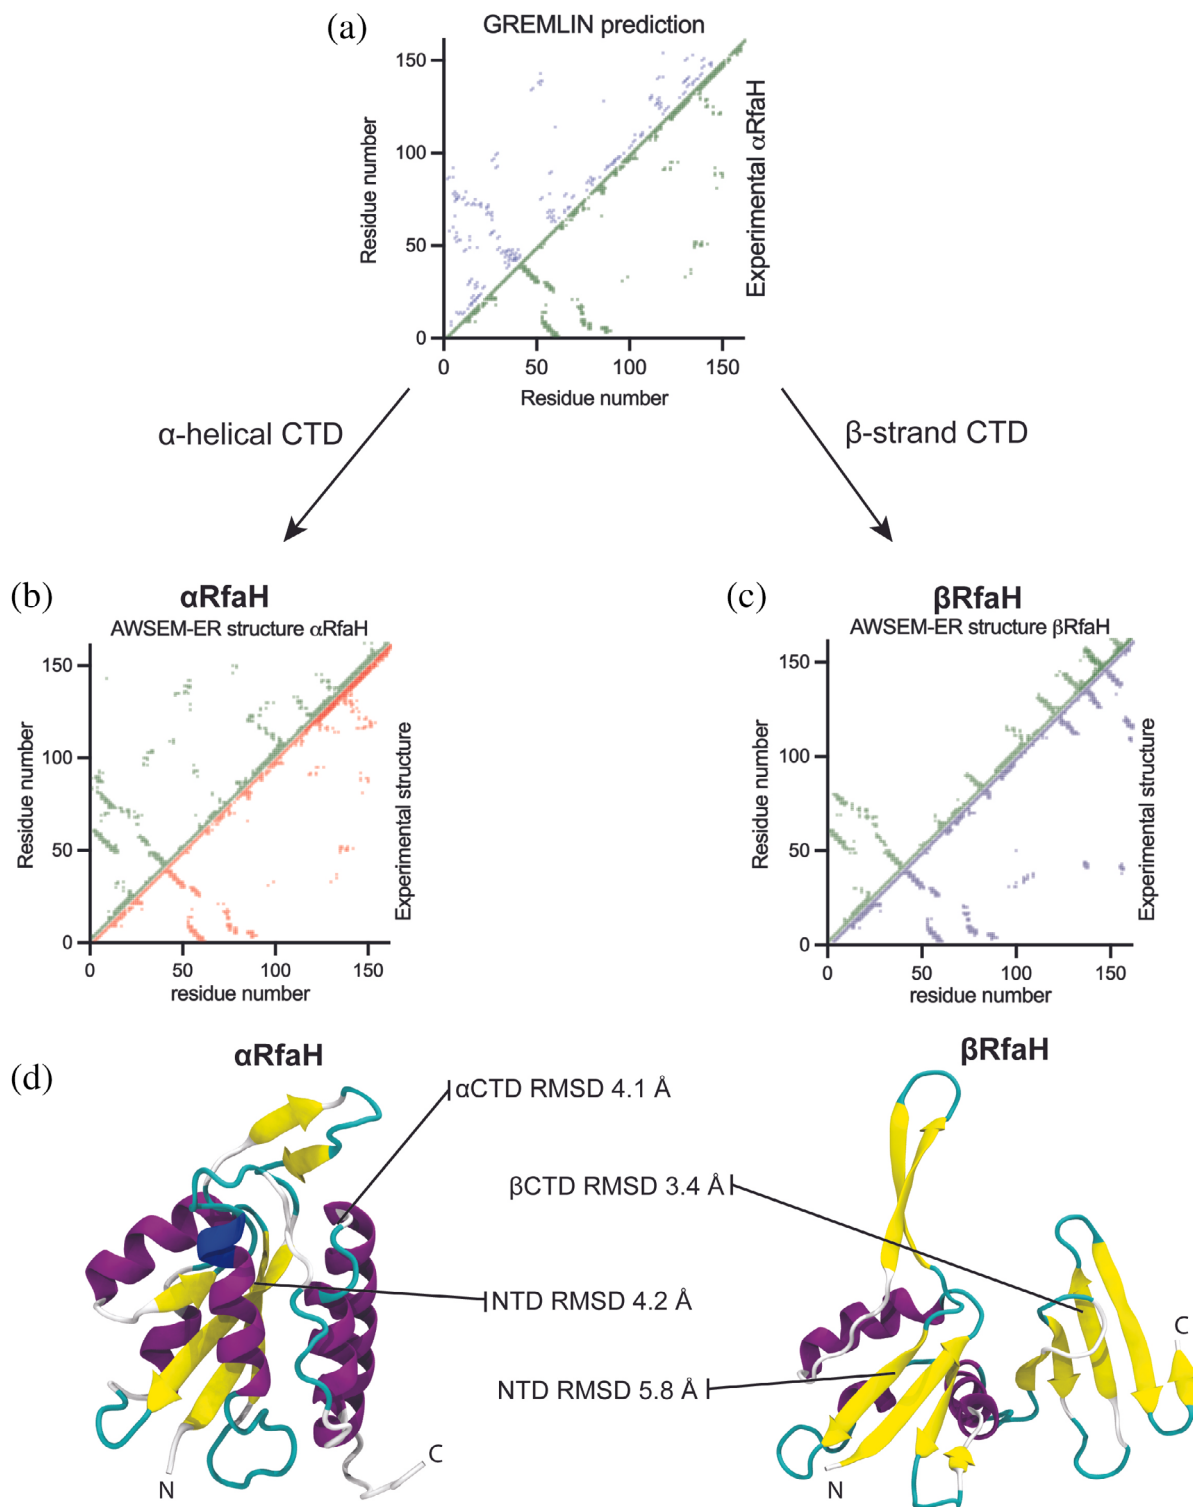 (a)
GREMLIN prediction
150
100
50
0
Residue number
Experimental αRfaH
0 50 100 150
Residue number
α-helical CTD
β-strand CTD
(b)
αRfaH
AWSEM-ER structure αRfaH
150
100
50
0
Residue number
Experimental structure
0 50 100 150
residue number
(c)
βRfaH
AWSEM-ER structure βRfaH
150
100
50
0
Residue number
Experimental structure
0 50 100 150
residue number
(d)
αRfaH
βRfaH
αCTD RMSD 4.1 Å
βCTD RMSD 3.4 Å
NTD RMSD 4.2 Å
NTD RMSD 5.8 Å
N
C
N
C